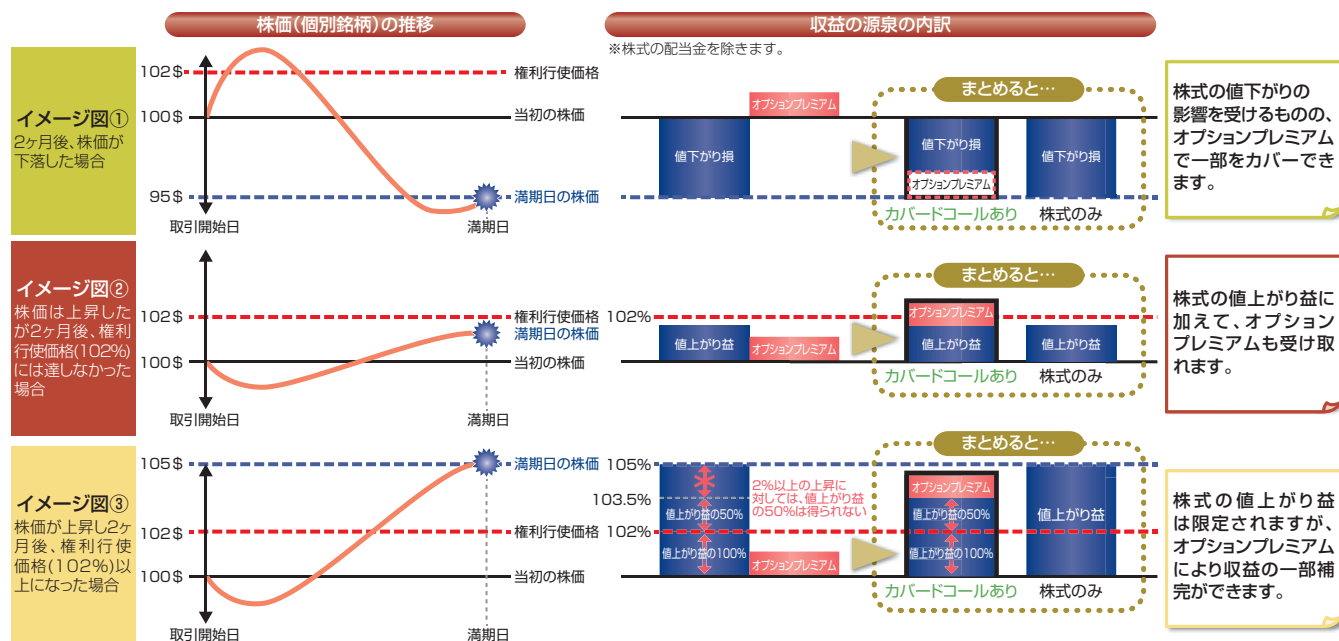 株価(個別銘柄)の推移
収益の源泉の内訳
※株式の配当金を除きます。
イメージ図①
2ヶ月後、株価が
下落した場合
102$
権利行使価格
100$
当初の株価
95$
満期日の株価
取引開始日
満期日
オプションプレミアム
値下がり損
まとめると…
値下がり損
オプションプレミアム
値下がり損
カバードコールあり
株式のみ
株式の値下がりの
影響を受けるものの、
オプションプレミアム
で一部をカバーでき
ます。
イメージ図②
株価は上昇した
が2ヶ月後、権利
行使価格(102%)
には達しなかった
場合
102$
権利行使価格
満期日の株価
100$
当初の株価
取引開始日
満期日
102%
値上がり益
オプションプレミアム
まとめると…
オプションプレミアム
値上がり益
値上がり益
カバードコールあり
株式のみ
株式の値上がり益に
加えて、オプション
プレミアムも受け取
れます。
イメージ図③
株価が上昇し2ヶ
月後、権利行使
価格(102%)以
上になった場合
105$
満期日の株価
102$
権利行使価格
100$
当初の株価
取引開始日
満期日
105%
103.5%
102%
2%以上の上昇に
対しては、値上がり益
の50%は得られない
値上がり益の50%
値上がり益の100%
オプションプレミアム
まとめると…
オプションプレミアム
値上がり益の50%
値上がり益の100%
値上がり益
カバードコールあり
株式のみ
株式の値上がり益
は限定されますが、
オプションプレミアム
により収益の一部補
完ができます。